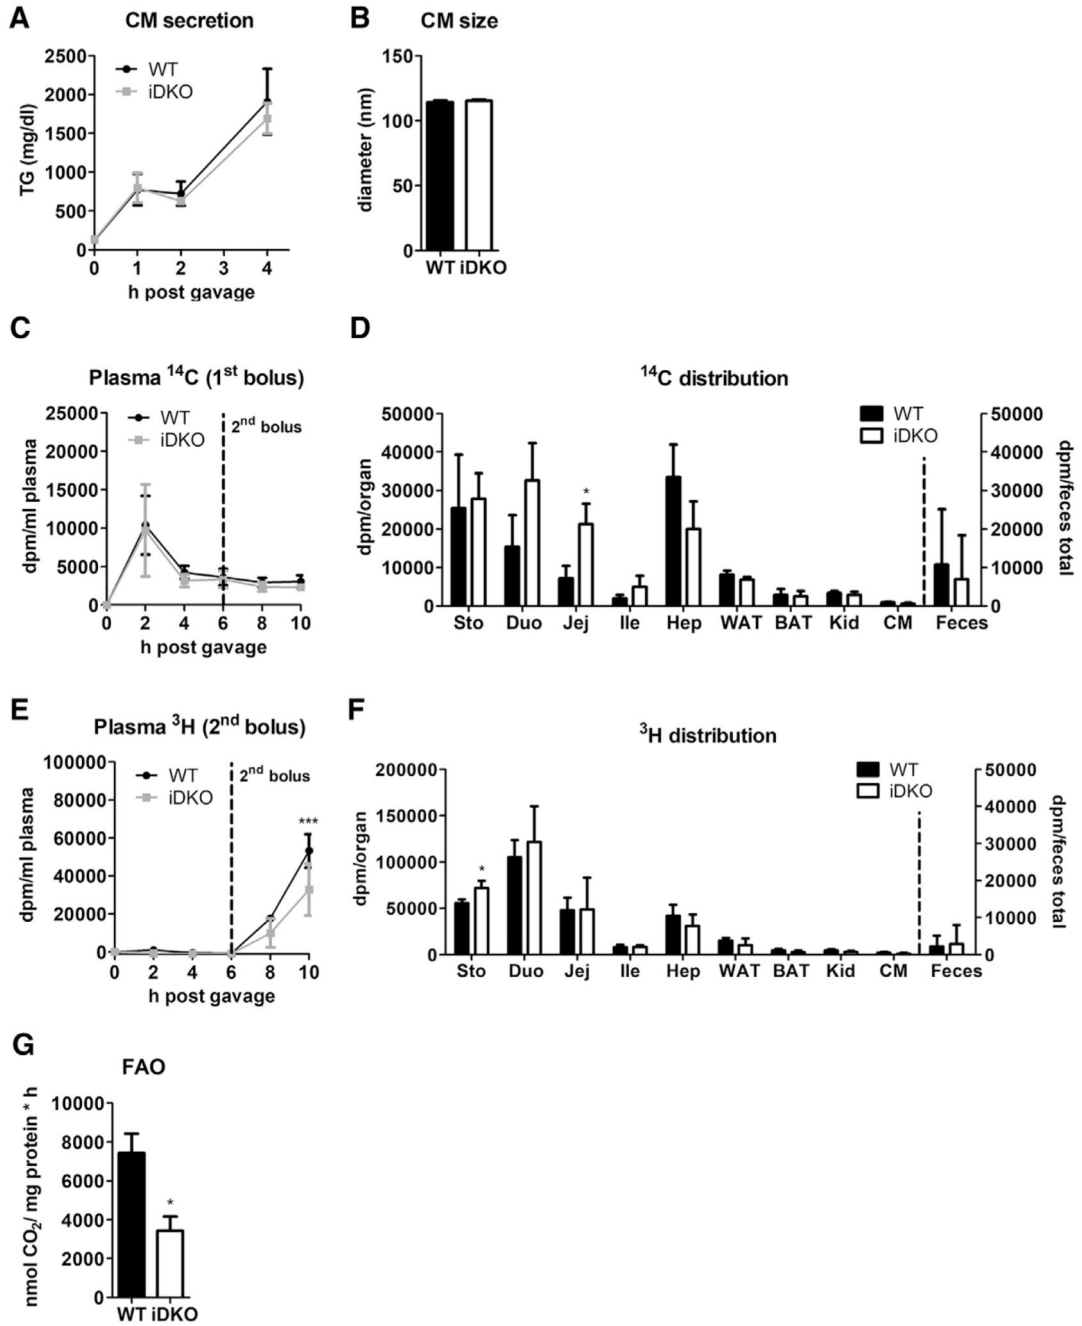 A
CM secretion
2500
2000
1500
1000
500
0
TG (mg/dl)
WT
iDKO
0 1 2 3 4
h post gavage
B
CM size
150
100
50
0
diameter (nm)
WT iDKO
C
Plasma ¹⁴C (1ˢᵗ bolus)
25000
20000
15000
10000
5000
0
dpm/ml plasma
WT
iDKO
2ⁿᵈ bolus
0 2 4 6 8 10
h post gavage
D
¹⁴C distribution
50000
40000
30000
20000
10000
0
dpm/organ
*
WT
iDKO
50000
40000
30000
20000
10000
0
dpm/feces total
Sto Duo Jej Ile Hep WAT BAT Kid CM Feces
E
Plasma ³H (2ⁿᵈ bolus)
100000
80000
60000
40000
20000
0
dpm/ml plasma
WT
iDKO
2ⁿᵈ bolus
***
0 2 4 6 8 10
h post gavage
F
³H distribution
200000
150000
100000
50000
0
dpm/organ
*
WT
iDKO
50000
40000
30000
20000
10000
0
dpm/feces total
Sto Duo Jej Ile Hep WAT BAT Kid CM Feces
G
FAO
10000
8000
6000
4000
2000
0
nmol CO₂/ mg protein * h
*
WT iDKO